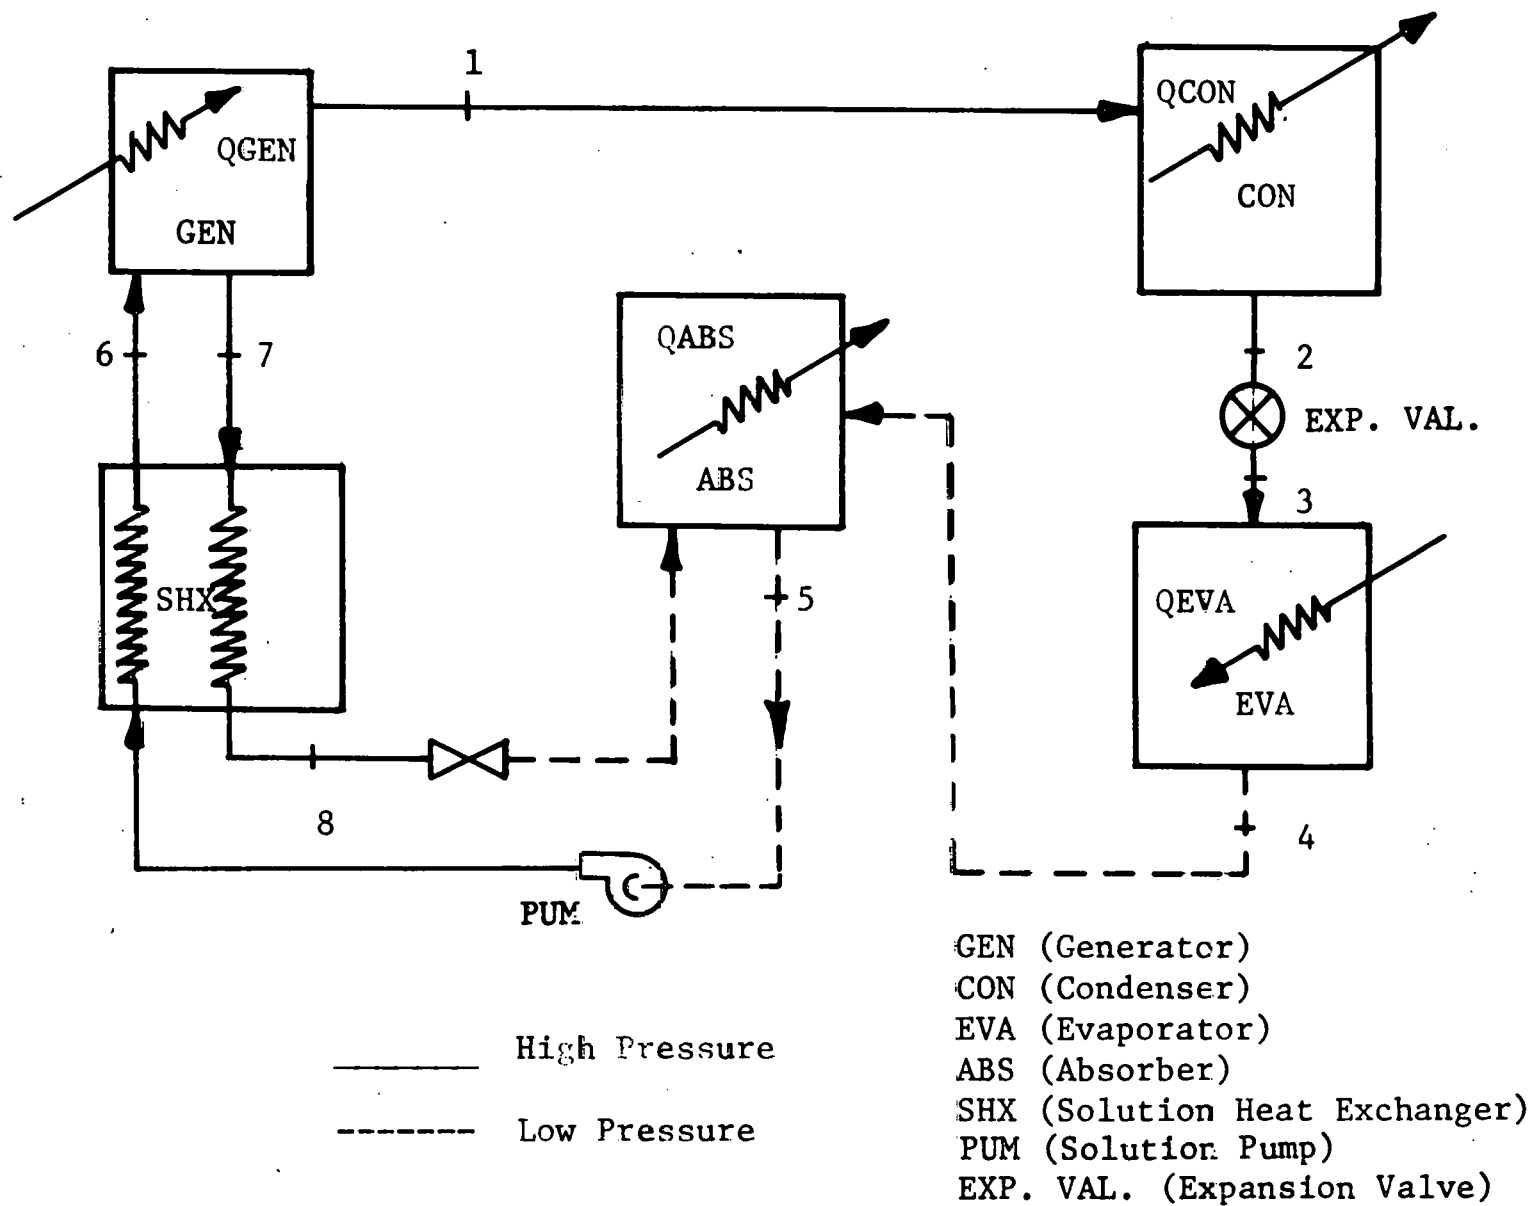 1
QCON
QGEN
CON
GEN
QABS
6
7
2
EXP. VAL.
ABS
3
SHX
5
QEVA
EVA
8
4
PUM
GEN (Generator)
CON (Condenser)
EVA (Evaporator)
ABS (Absorber)
SHX (Solution Heat Exchanger)
PUM (Solution Pump)
EXP. VAL. (Expansion Valve)
High Pressure
Low Pressure